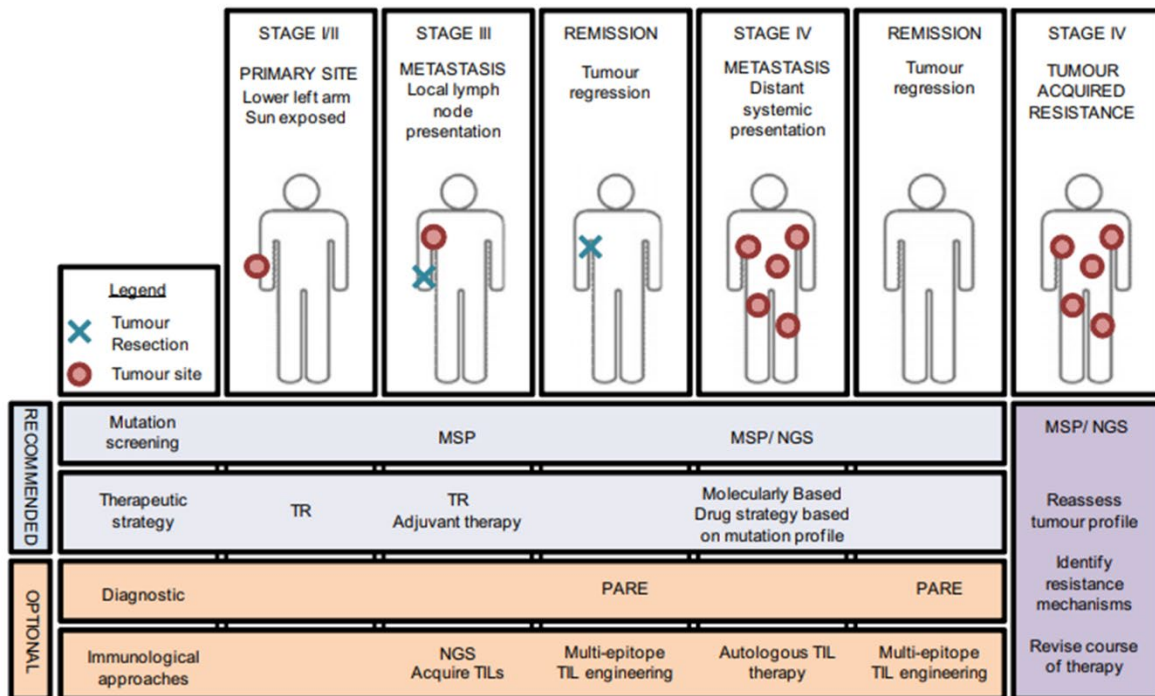 STAGE I/II
PRIMARY SITE
Lower left arm
Sun exposed
STAGE III
METASTASIS
Local lymph
node
presentation
REMISSION
Tumour
regression
STAGE IV
METASTASIS
Distant
systemic
presentation
REMISSION
Tumour
regression
STAGE IV
TUMOUR
ACQUIRED
RESISTANCE
Legend
Tumour
Resection
Tumour site
RECOMMENDED
Mutation
screening
MSP
MSP/ NGS
Therapeutic
strategy
TR
TR
Adjuvant therapy
Molecularly Based
Drug strategy based
on mutation profile
OPTIONAL
Diagnostic
PARE
PARE
Immunological
approaches
NGS
Acquire TILs
Multi-epitope
TIL engineering
Autologous TIL
therapy
Multi-epitope
TIL engineering
MSP/ NGS
Reassess
tumour profile
Identify
resistance
mechanisms
Revise course
of therapy